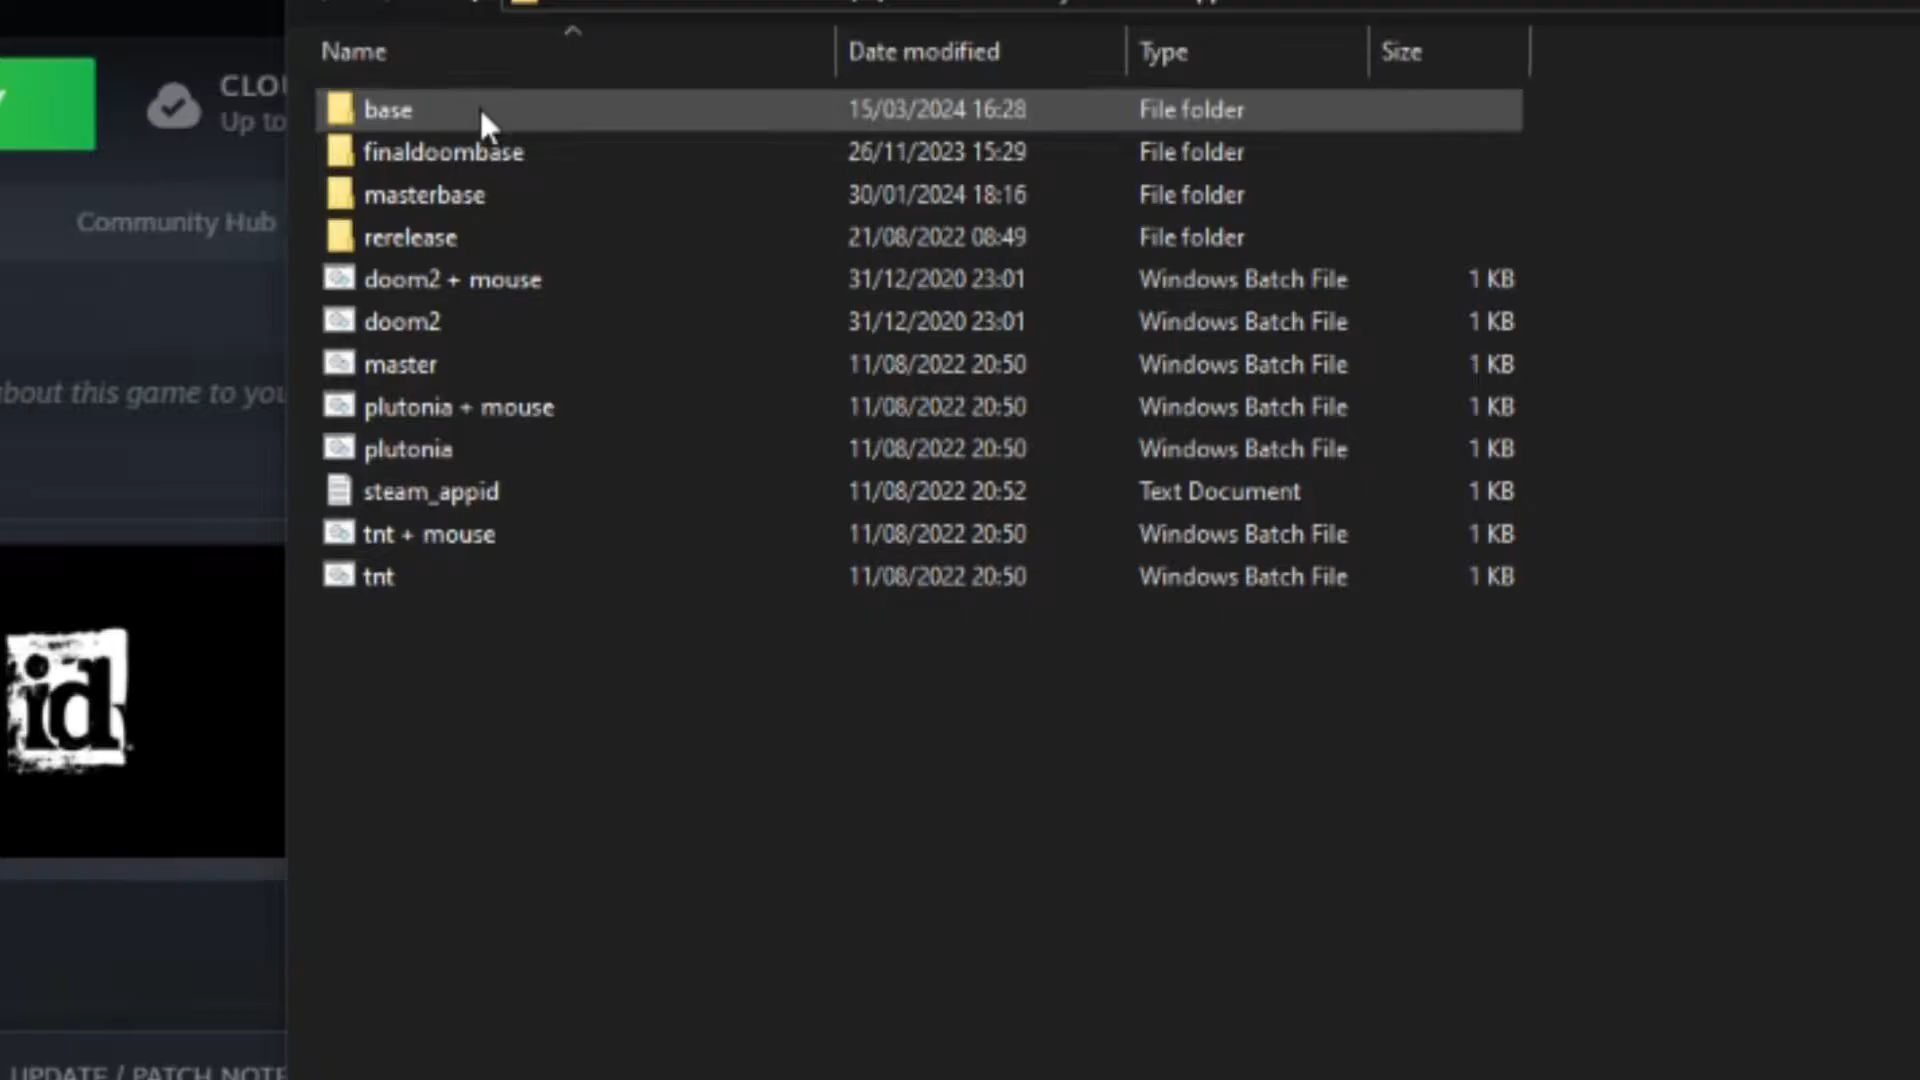 Name Date modified Type Size
base 15/03/2024 16:28 File folder
finaldoombase 26/11/2023 15:29 File folder
masterbase 30/01/2024 18:16 File folder
rerelease 21/08/2022 08:49 File folder
doom2 + mouse 31/12/2020 23:01 Windows Batch File 1 KB
doom2 31/12/2020 23:01 Windows Batch File 1 KB
master 11/08/2022 20:50 Windows Batch File 1 KB
plutonia + mouse 11/08/2022 20:50 Windows Batch File 1 KB
plutonia 11/08/2022 20:50 Windows Batch File 1 KB
steam_appid 11/08/2022 20:52 Text Document 1 KB
tnt + mouse 11/08/2022 20:50 Windows Batch File 1 KB
tnt 11/08/2022 20:50 Windows Batch File 1 KB
CLOU
Up to
Community Hub
about this game to you
id
UPDATE / PATCH NOTE